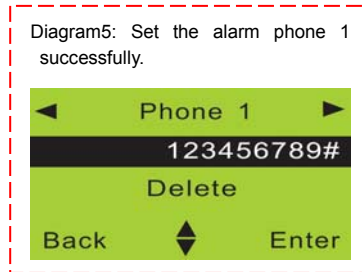 Diagram5: Set the alarm phone 1
successfully.
Phone 1
123456789#
Delete
Back Enter